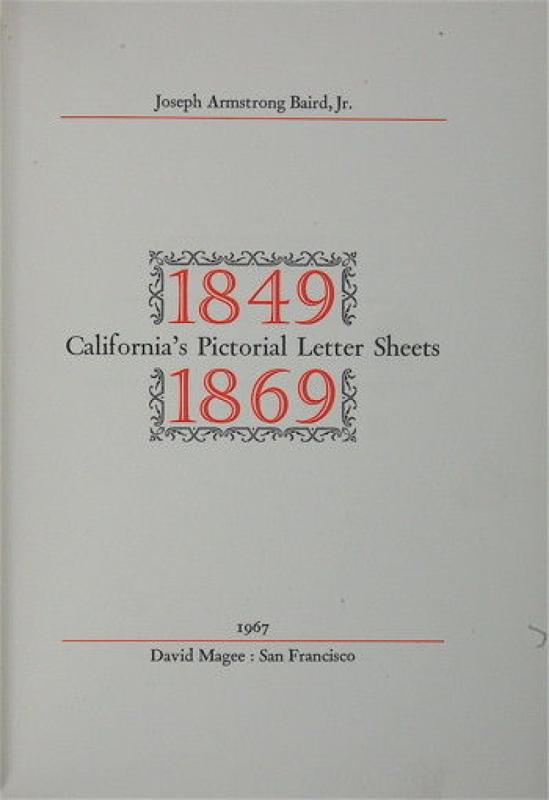 Joseph Armstrong Baird, Jr.
1849
California's Pictorial Letter Sheets
1869
1967
David Magee : San Francisco